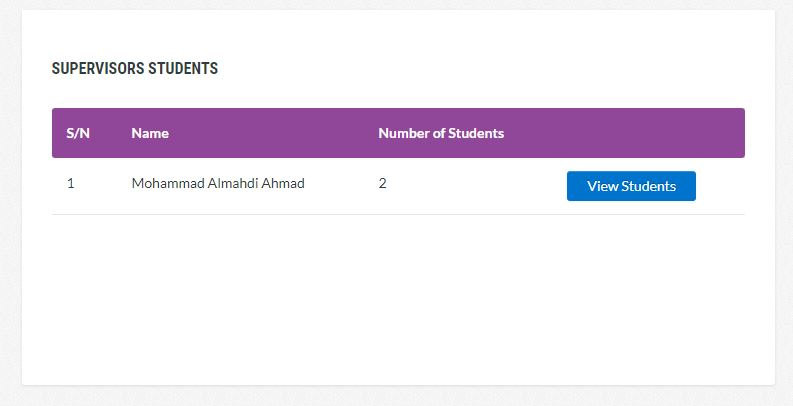 SUPERVISORS STUDENTS
S/N Name Number of Students
1 Mohammad Almahdi Ahmad 2 View Students